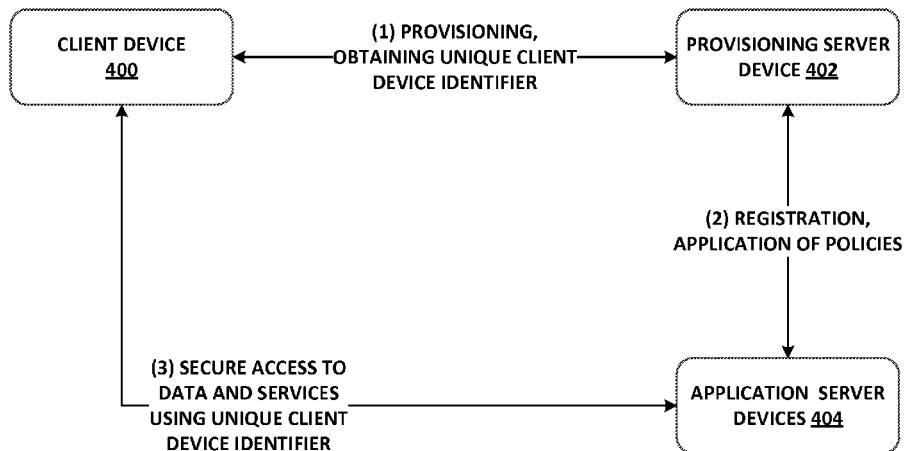 CLIENT DEVICE
400
(1) PROVISIONING,
OBTAINING UNIQUE CLIENT
DEVICE IDENTIFIER
PROVISIONING SERVER
DEVICE 402
(2) REGISTRATION,
APPLICATION OF POLICIES
(3) SECURE ACCESS TO
DATA AND SERVICES
USING UNIQUE CLIENT
DEVICE IDENTIFIER
APPLICATION SERVER
DEVICES 404